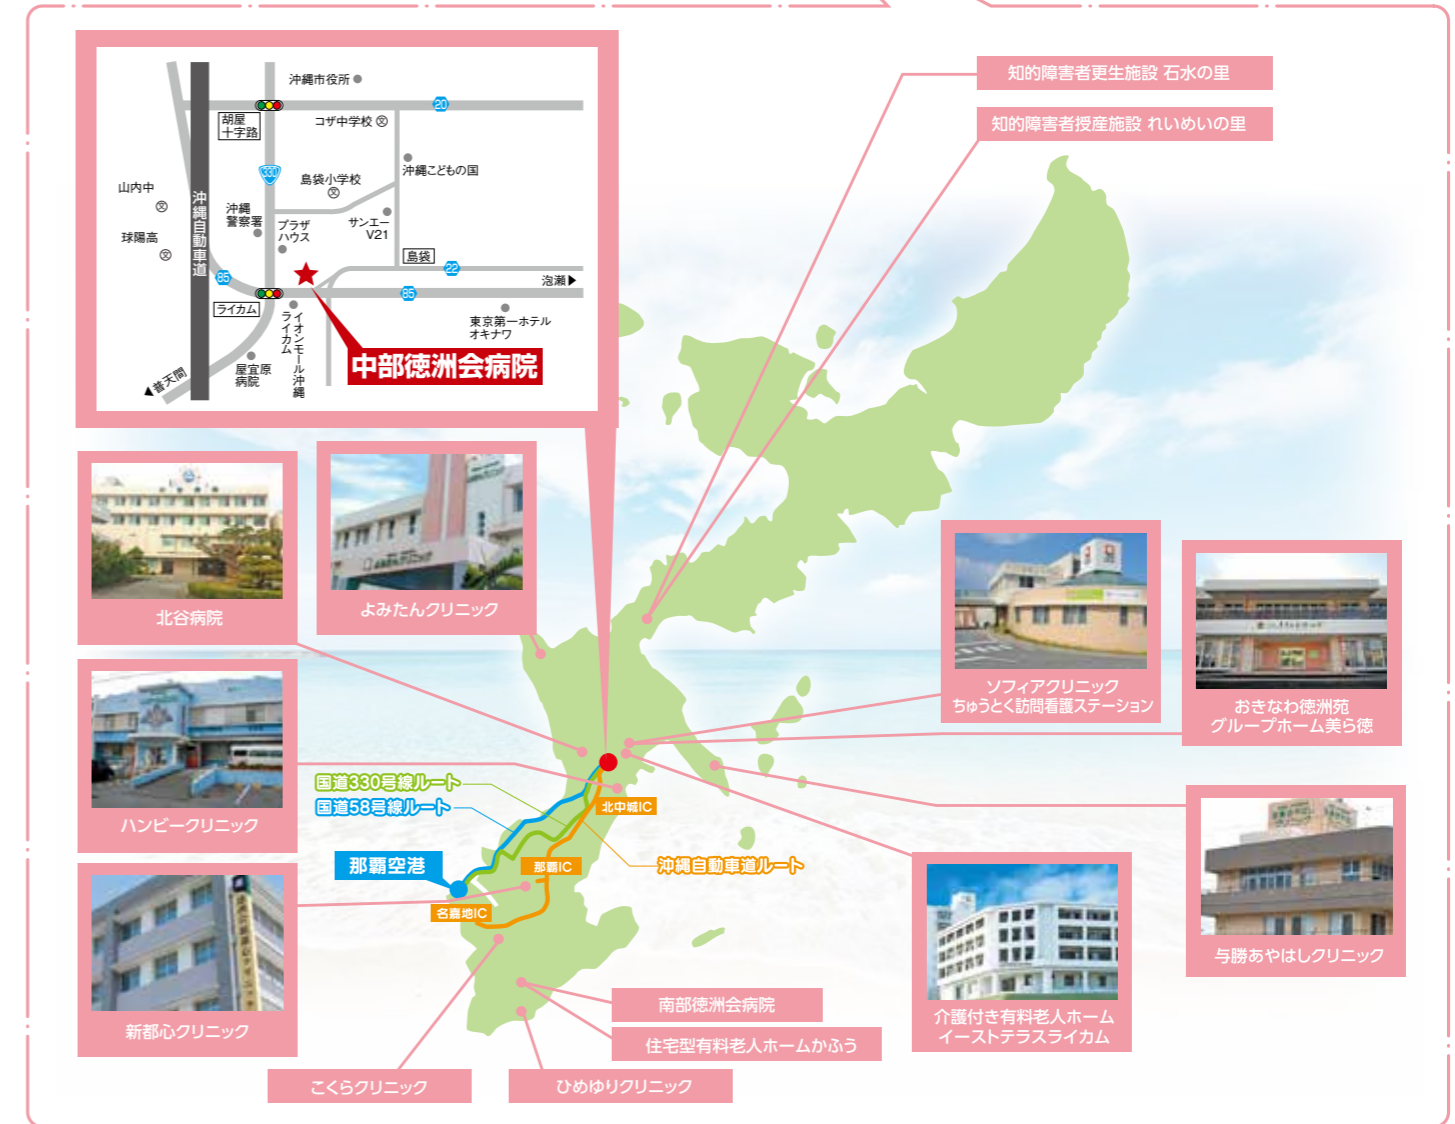 沖縄市役所
20
胡屋
十字路
コザ中学校
文
沖縄こどもの国
330
島袋小学校
文
山内中
文
沖縄自動車道
沖縄
警察署
プラザ
ハウス
サンエー
V21
球陽高
文
島袋
85
22
泡瀬▶
85
ライカム
イオンモール沖縄
ライカム
東京第一ホテル
オキナワ
屋宜原
病院
◀普天間
中部徳洲会病院
知的障害者更生施設 石水の里
知的障害者授産施設 れいめいの里
北谷病院
よみたんクリニック
ソフィアクリニック
ちゅうとく訪問看護ステーション
おきなわ徳洲苑
グループホーム美ら徳
ハンビークリニック
国道330号線ルート
国道58号線ルート
北中城IC
那覇空港
那覇IC
沖縄自動車道ルート
名嘉地IC
与勝あやはしクリニック
新都心クリニック
南部徳洲会病院
住宅型有料老人ホームかふう
介護付き有料老人ホーム
イーストテラスライカム
こくらクリニック
ひめゆりクリニック